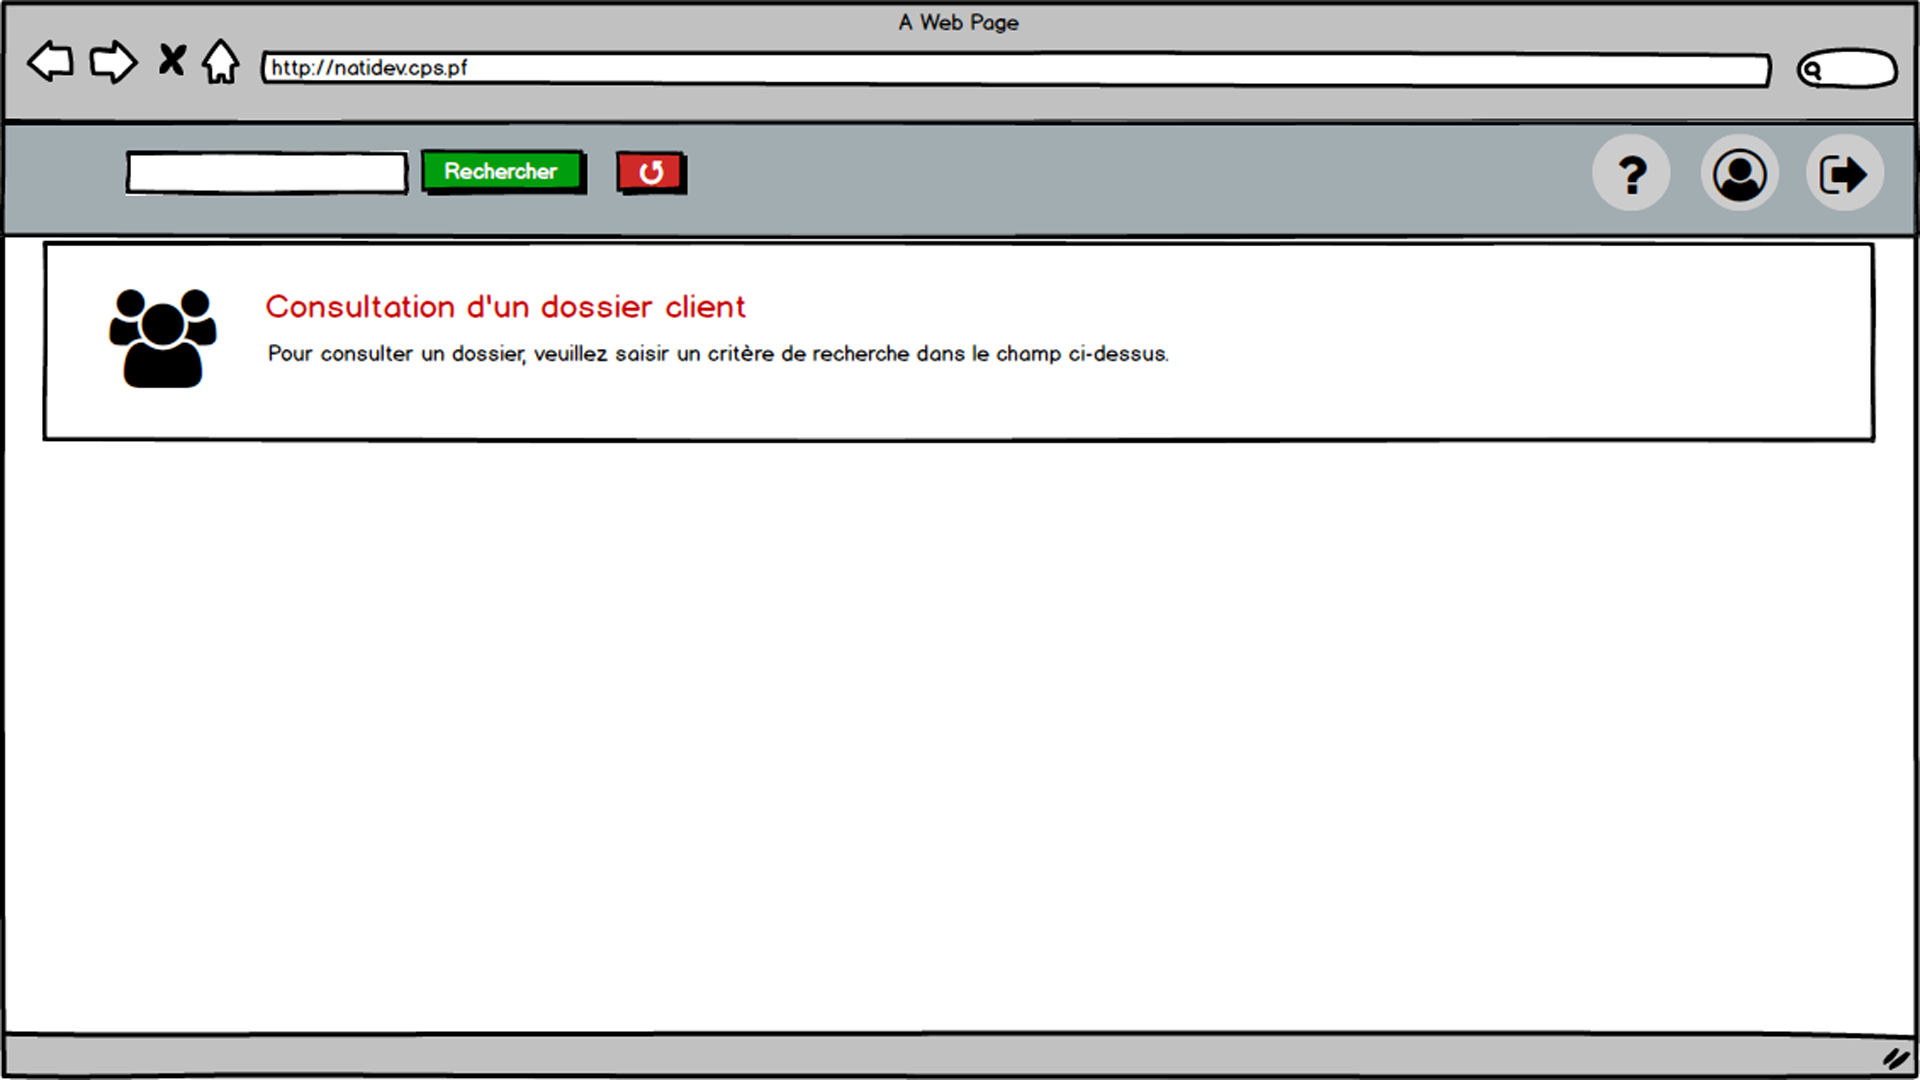 A Web Page
http://natidev.cps.pf
Rechercher
?
Consultation d'un dossier client
Pour consulter un dossier, veuillez saisir un critère de recherche dans le champ ci-dessus.